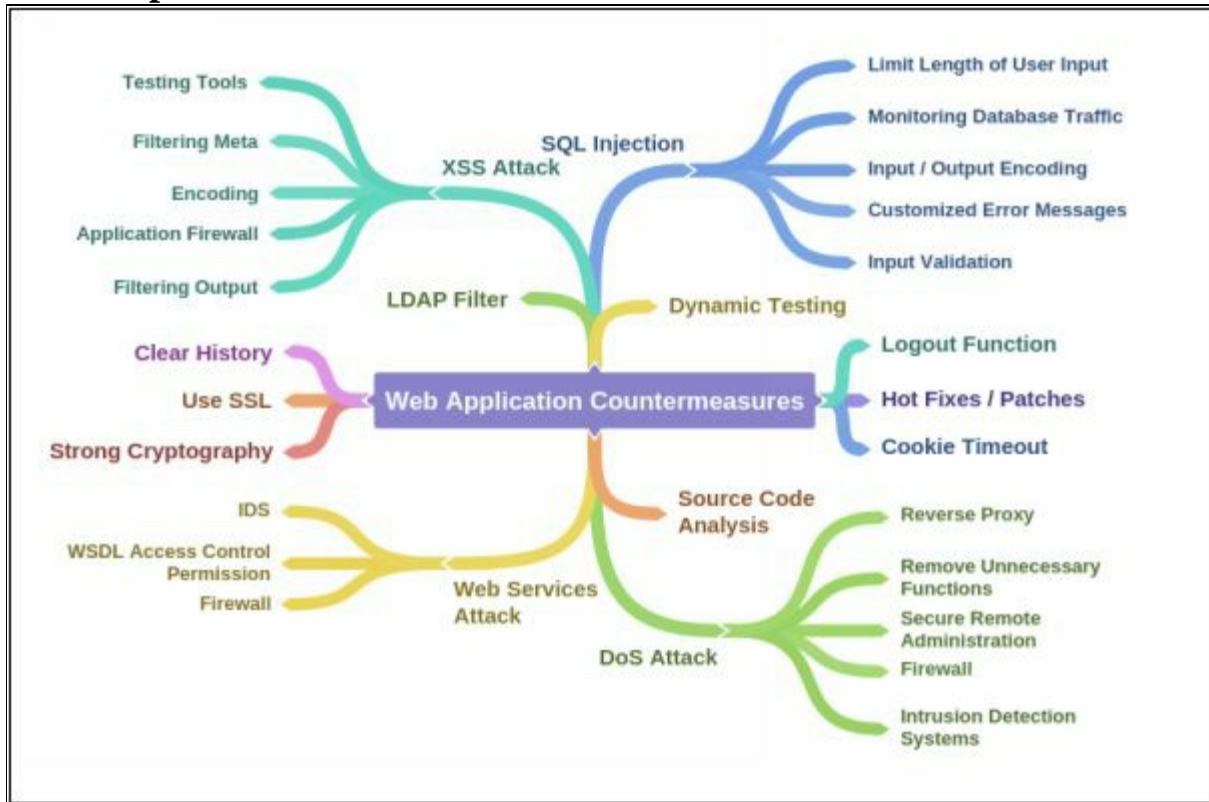 Testing Tools
Filtering Meta
Encoding
Application Firewall
Filtering Output
XSS Attack
SQL Injection
Limit Length of User Input
Monitoring Database Traffic
Input / Output Encoding
Customized Error Messages
Input Validation
LDAP Filter
Dynamic Testing
Clear History
Use SSL
Strong Cryptography
Web Application Countermeasures
Logout Function
Hot Fixes / Patches
Cookie Timeout
IDS
WSDL Access Control
Permission
Firewall
Web Services
Attack
Source Code
Analysis
DoS Attack
Reverse Proxy
Remove Unnecessary
Functions
Secure Remote
Administration
Firewall
Intrusion Detection
Systems